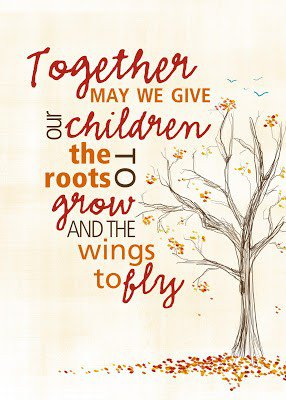 Together
MAY WE GIVE
our children
the
roots TO
grow
AND THE
wings
to fly